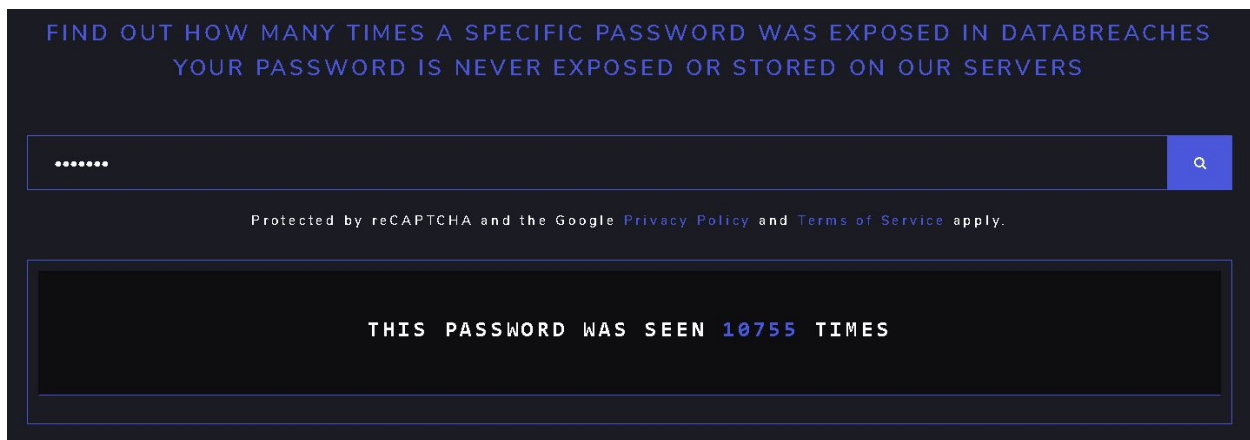 FIND OUT HOW MANY TIMES A SPECIFIC PASSWORD WAS EXPOSED IN DATABREACHES
YOUR PASSWORD IS NEVER EXPOSED OR STORED ON OUR SERVERS
•••••••
Protected by reCAPTCHA and the Google Privacy Policy and Terms of Service apply.
THIS PASSWORD WAS SEEN 10755 TIMES